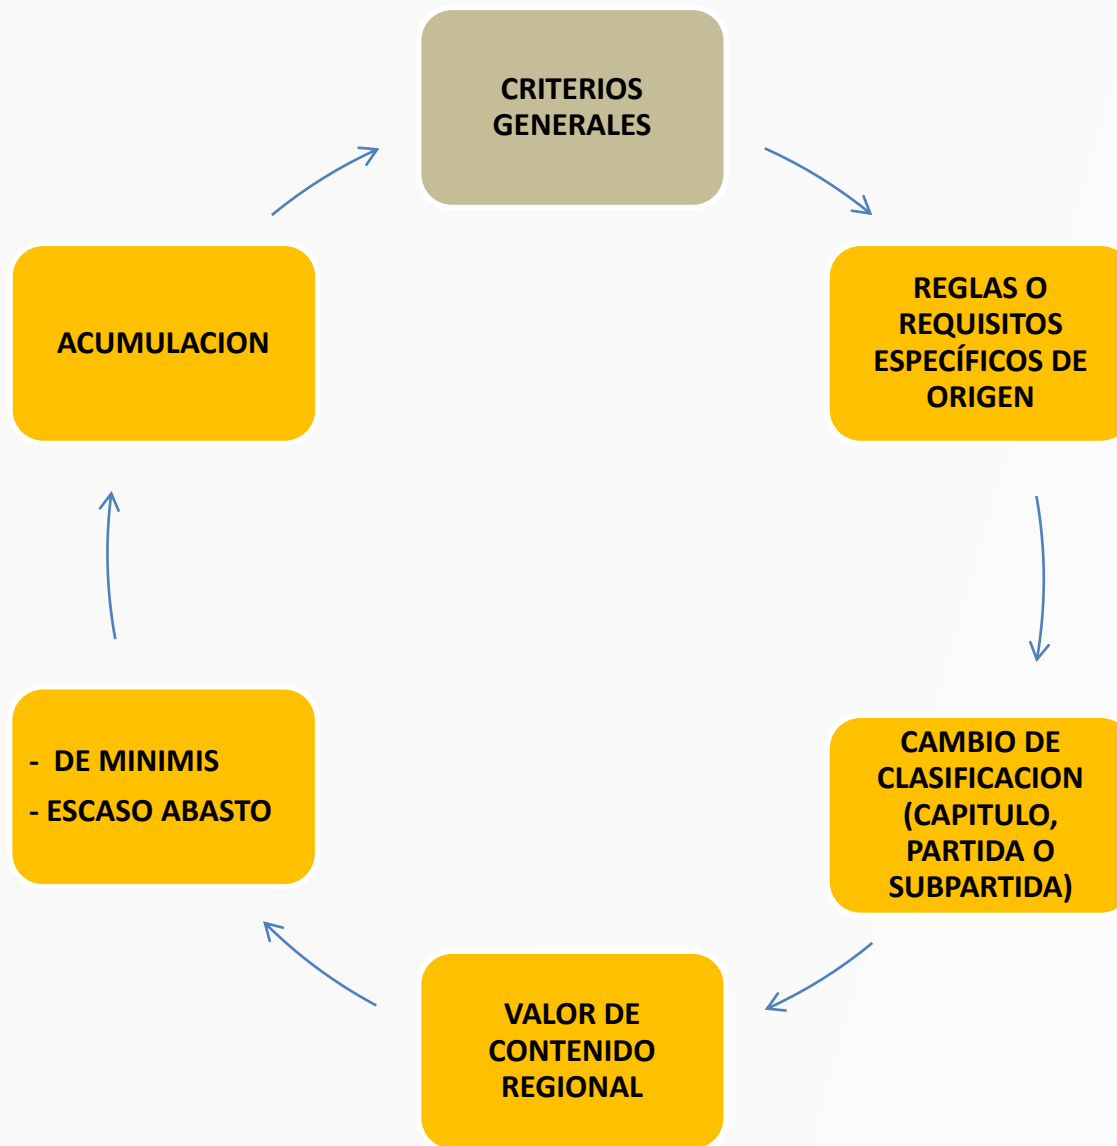 CRITERIOS
GENERALES
REGLAS O
REQUISITOS
ESPECÍFICOS DE
ORIGEN
CAMBIO DE
CLASIFICACION
(CAPITULO,
PARTIDA O
SUBPARTIDA)
VALOR DE
CONTENIDO
REGIONAL
- DE MINIMIS
- ESCASO ABASTO
ACUMULACION